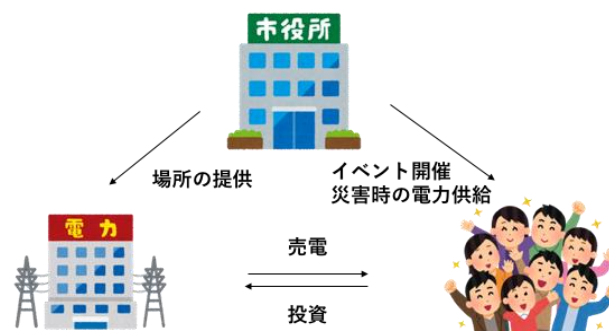 市役所
場所の提供
イベント開催
災害時の電力供給
電力
売電
投資